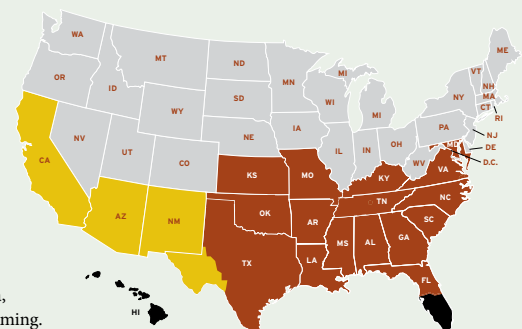 WA
MT
ND
MN
ME
VT
NH
MA
CT
RI
OR
ID
SD
WI
MI
MI
NY
WY
NE
IA
PA
NJ
NV
UT
CO
IL
IN
OH
WV
MD
DE
D.C.
CA
KS
MO
KY
VA
AZ
NM
OK
AR
TN
NC
SC
TX
LA
MS
AL
GA
FL
HI
ming.